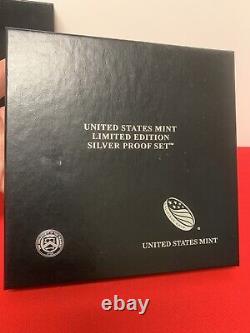 UNITED STATES MINT
LIMITED EDITION
SILVER PROOF SET™
UNITED STATES MINT